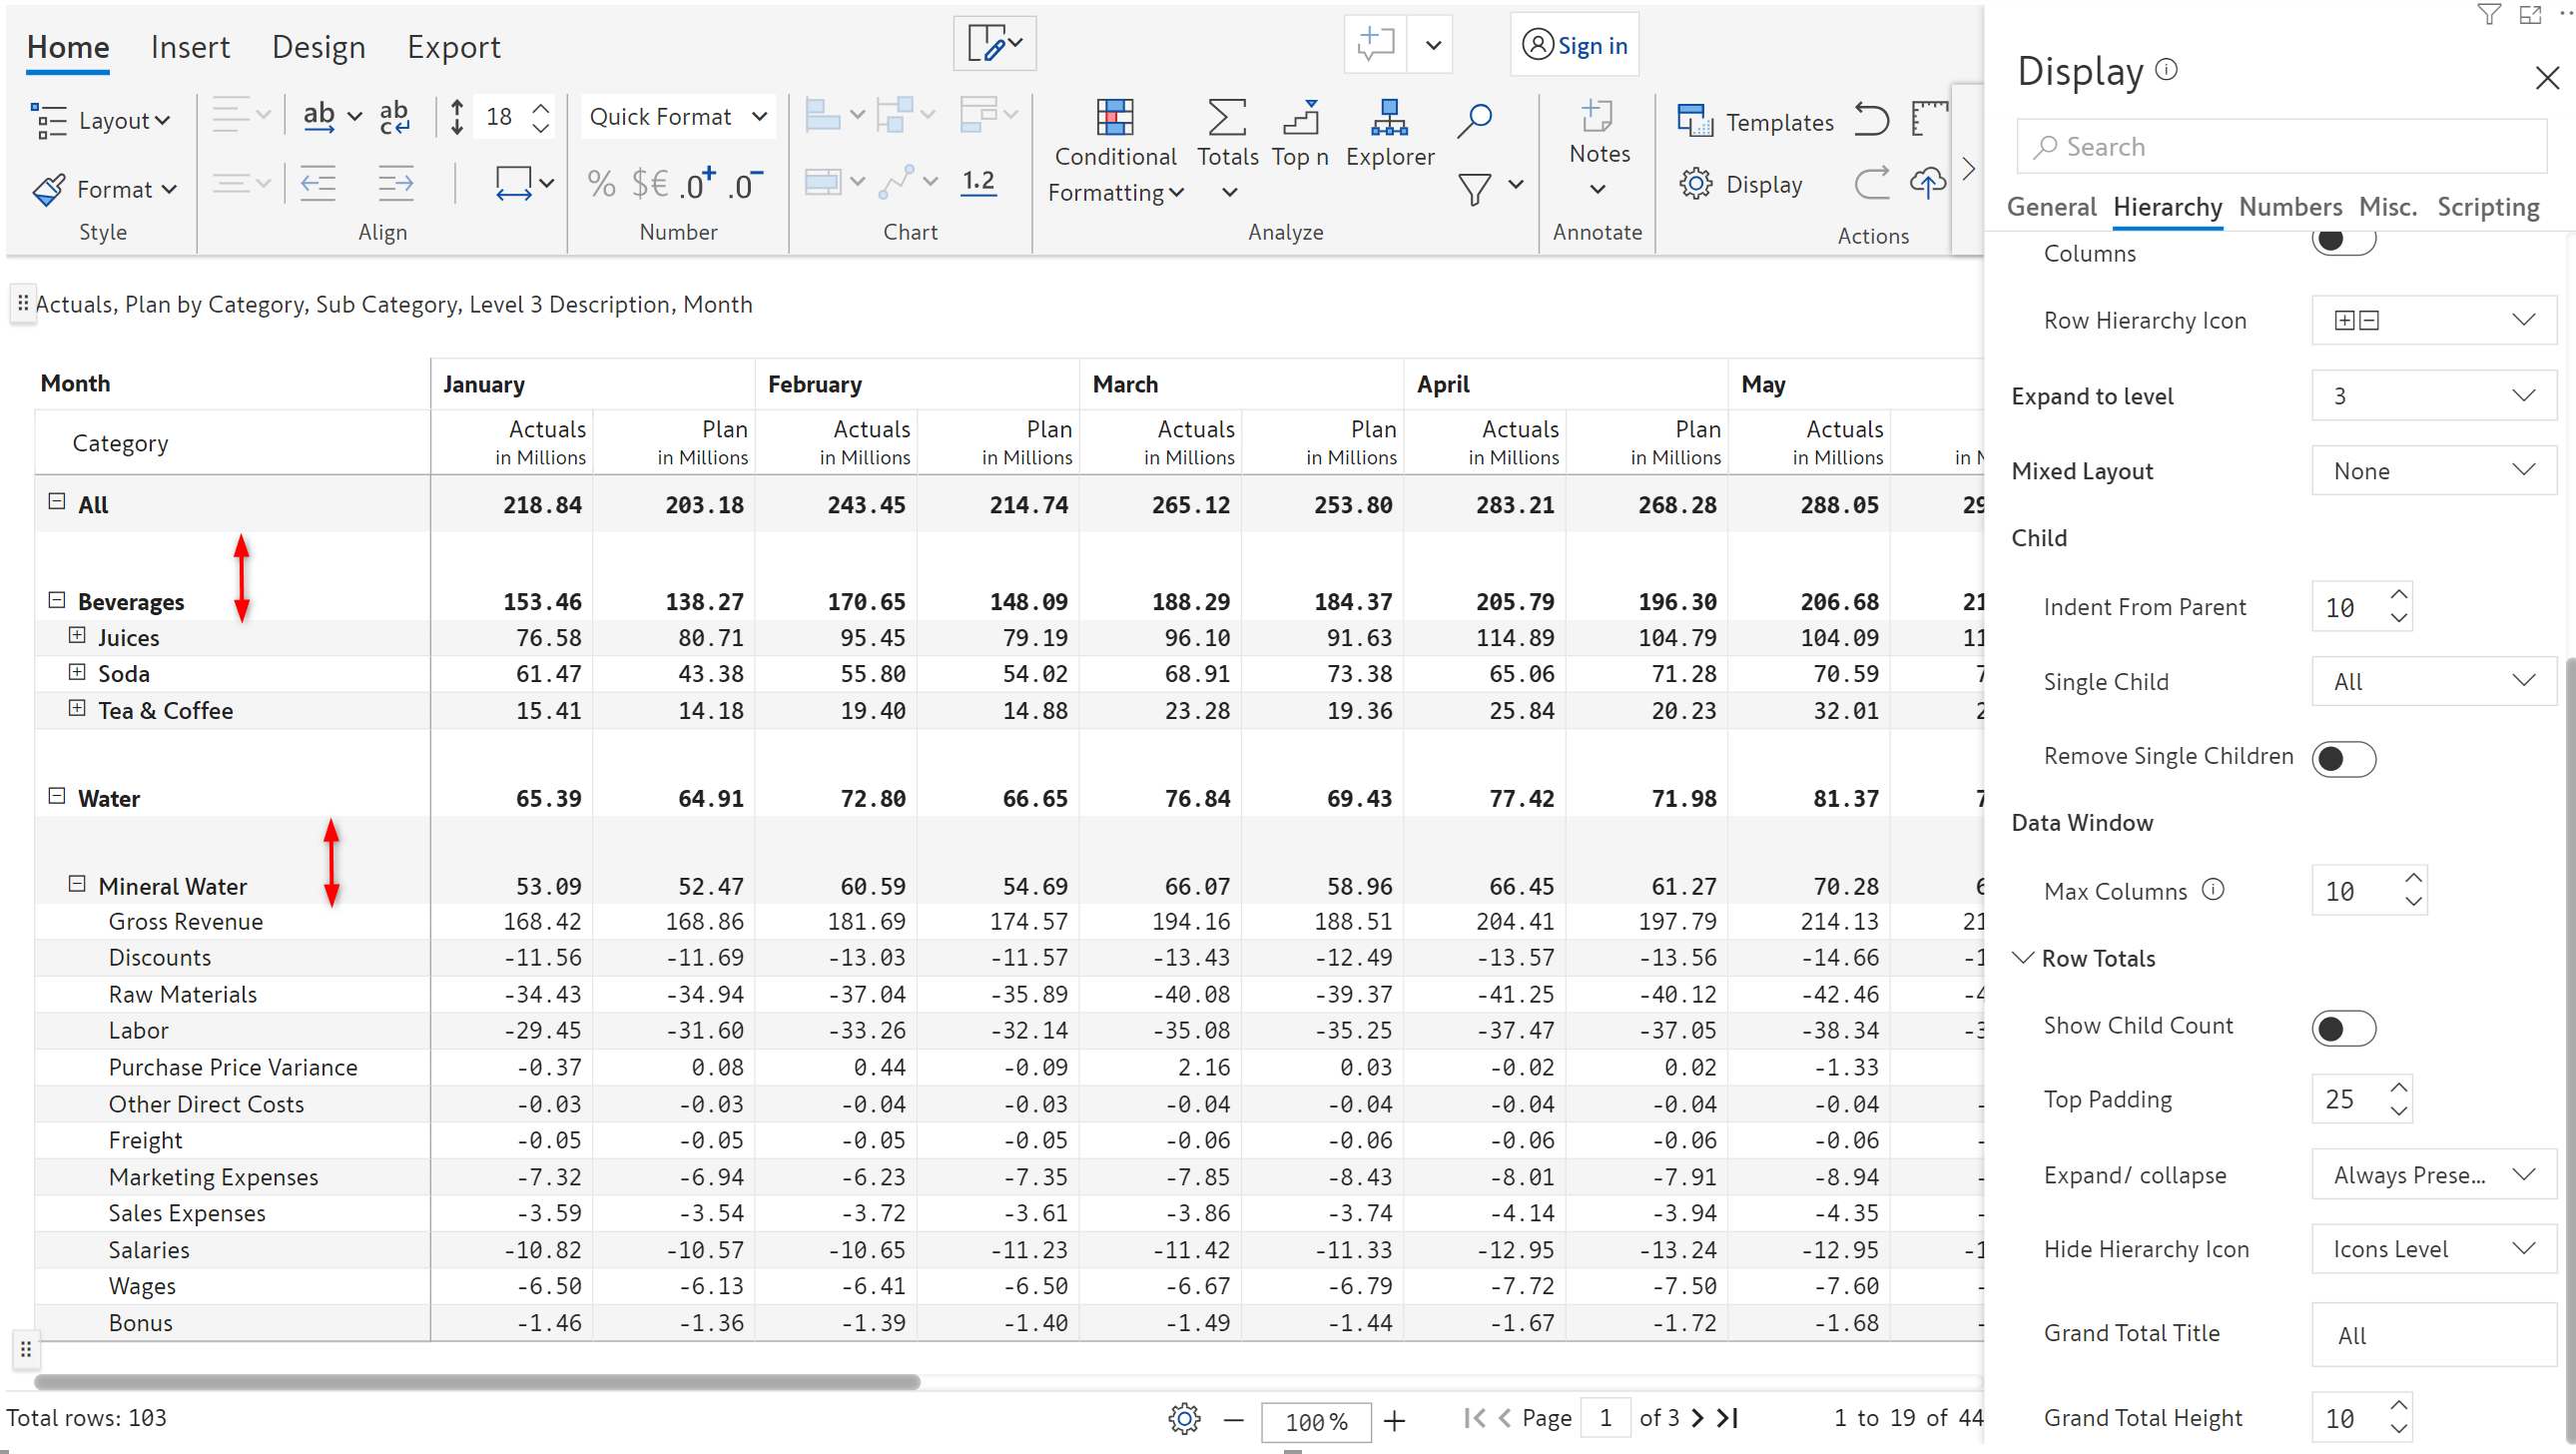 Home Insert Design Export Sign in
Layout ab ab c 18 Quick Format Conditional Formatting Totals Top n Explorer Notes Templates
Format % $€ .0+ .0- 1.2 Display
Style Align Number Chart Analyze Annotate Actions
Actuals, Plan by Category, Sub Category, Level 3 Description, Month
Month January February March April May
Category Actuals in Millions Plan in Millions Actuals in Millions Plan in Millions Actuals in Millions Plan in Millions Actuals in Millions Plan in Millions Actuals in Millions in
All 218.84 203.18 243.45 214.74 265.12 253.80 283.21 268.28 288.05 29
Beverages 153.46 138.27 170.65 148.09 188.29 184.37 205.79 196.30 206.68 21
Juices 76.58 80.71 95.45 79.19 96.10 91.63 114.89 104.79 104.09 11
Soda 61.47 43.38 55.80 54.02 68.91 73.38 65.06 71.28 70.59 7
Tea & Coffee 15.41 14.18 19.40 14.88 23.28 19.36 25.84 20.23 32.01 2
Water 65.39 64.91 72.80 66.65 76.84 69.43 77.42 71.98 81.37 7
Mineral Water 53.09 52.47 60.59 54.69 66.07 58.96 66.45 61.27 70.28 6
Gross Revenue 168.42 168.86 181.69 174.57 194.16 188.51 204.41 197.79 214.13 21
Discounts -11.56 -11.69 -13.03 -11.57 -13.43 -12.49 -13.57 -13.56 -14.66 -1
Raw Materials -34.43 -34.94 -37.04 -35.89 -40.08 -39.37 -41.25 -40.12 -42.46 -4
Labor -29.45 -31.60 -33.26 -32.14 -35.08 -35.25 -37.47 -37.05 -38.34 -3
Purchase Price Variance -0.37 0.08 0.44 -0.09 2.16 0.03 -0.02 0.02 -1.33
Other Direct Costs -0.03 -0.03 -0.04 -0.03 -0.04 -0.04 -0.04 -0.04 -0.04 -
Freight -0.05 -0.05 -0.05 -0.05 -0.06 -0.06 -0.06 -0.06 -0.06 -
Marketing Expenses -7.32 -6.94 -6.23 -7.35 -7.85 -8.43 -8.01 -7.91 -8.94 -
Sales Expenses -3.59 -3.54 -3.72 -3.61 -3.86 -3.74 -4.14 -3.94 -4.35 -
Salaries -10.82 -10.57 -10.65 -11.23 -11.42 -11.33 -12.95 -13.24 -12.95 -1
Wages -6.50 -6.13 -6.41 -6.50 -6.67 -6.79 -7.72 -7.50 -7.60 -
Bonus -1.46 -1.36 -1.39 -1.40 -1.49 -1.44 -1.67 -1.72 -1.68 -
Total rows: 103 100% Page 1 of 3 1 to 19 of 44
Display
Search
General Hierarchy Numbers Misc. Scripting
Columns
Row Hierarchy Icon
Expand to level 3
Mixed Layout None
Child
Indent From Parent 10
Single Child All
Remove Single Children
Data Window
Max Columns 10
Row Totals
Show Child Count
Top Padding 25
Expand/ collapse Always Prese...
Hide Hierarchy Icon Icons Level
Grand Total Title All
Grand Total Height 10